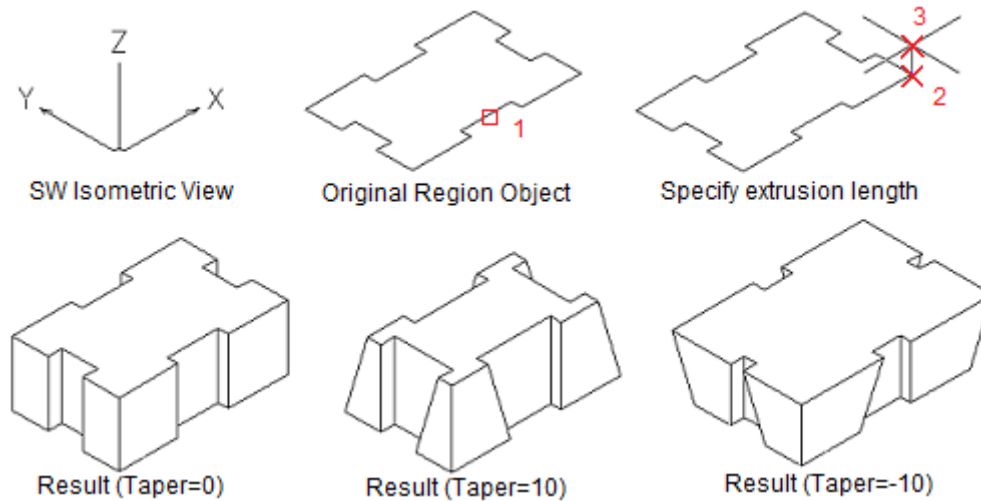 Z
Y
X
SW Isometric View
1
Original Region Object
3
2
Specify extrusion length
Result (Taper=0)
Result (Taper=10)
Result (Taper=-10)